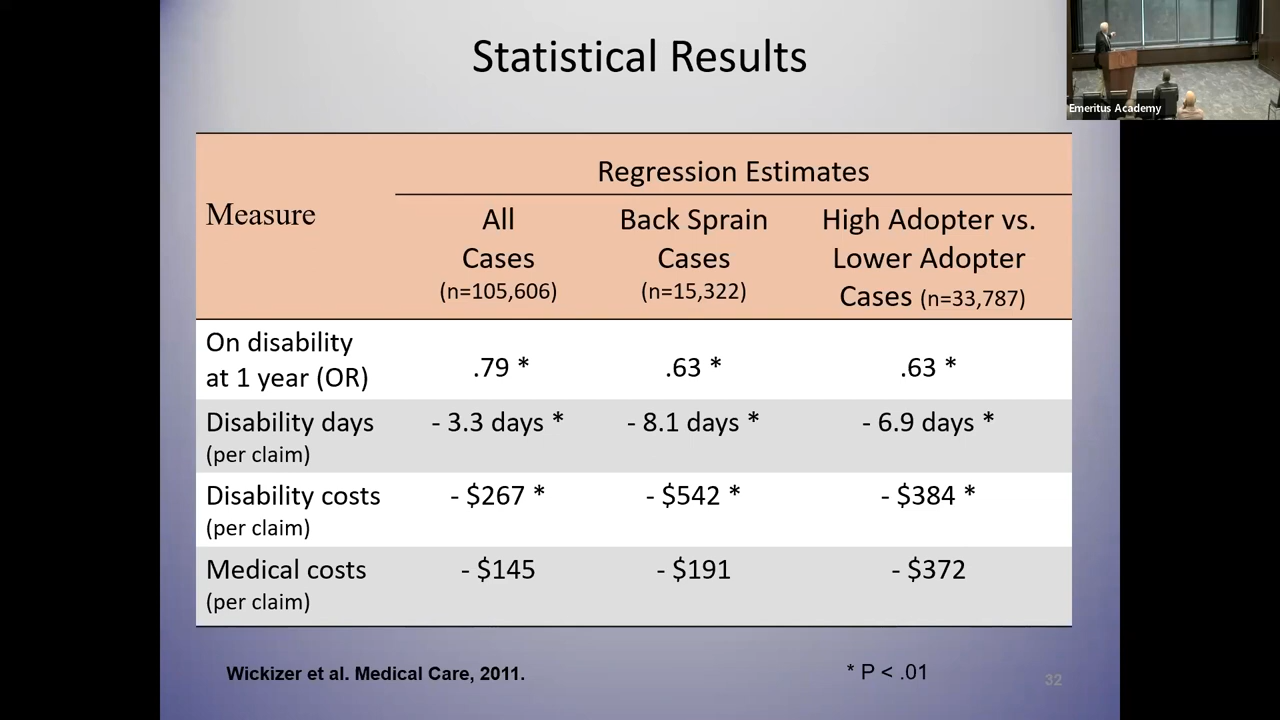 Statistical Results
Emeritus Academy
Regression Estimates
Measure
All
Cases
(n=105,606)
Back Sprain
Cases
(n=15,322)
High Adopter vs.
Lower Adopter
Cases (n=33,787)
On disability
at 1 year (OR)
.79 *
.63 *
.63 *
Disability days
(per claim)
- 3.3 days *
- 8.1 days *
- 6.9 days *
Disability costs
(per claim)
- $267 *
- $542 *
- $384 *
Medical costs
(per claim)
- $145
- $191
- $372
Wickizer et al. Medical Care, 2011.
* P < .01
32